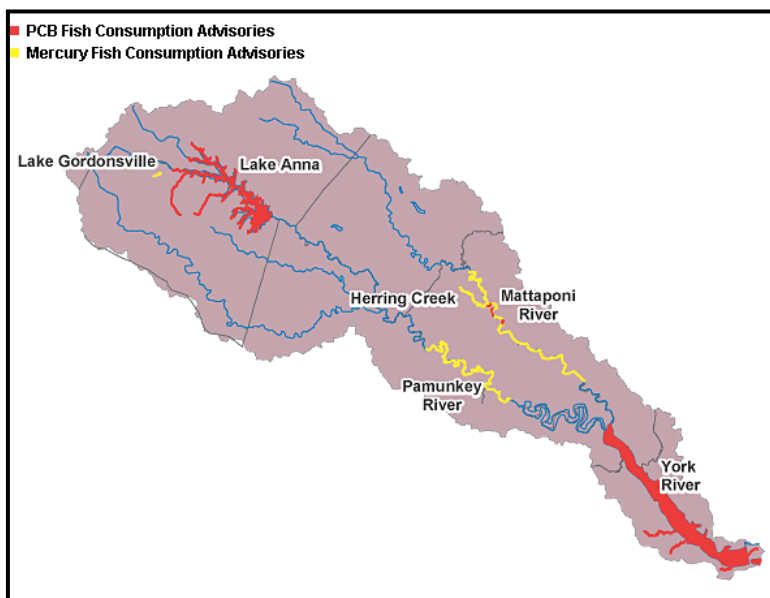 PCB Fish Consumption Advisories
Mercury Fish Consumption Advisories
Lake Gordonsville
Lake Anna
Herring Creek
Mattaponi
River
Pamunkey
River
York
River